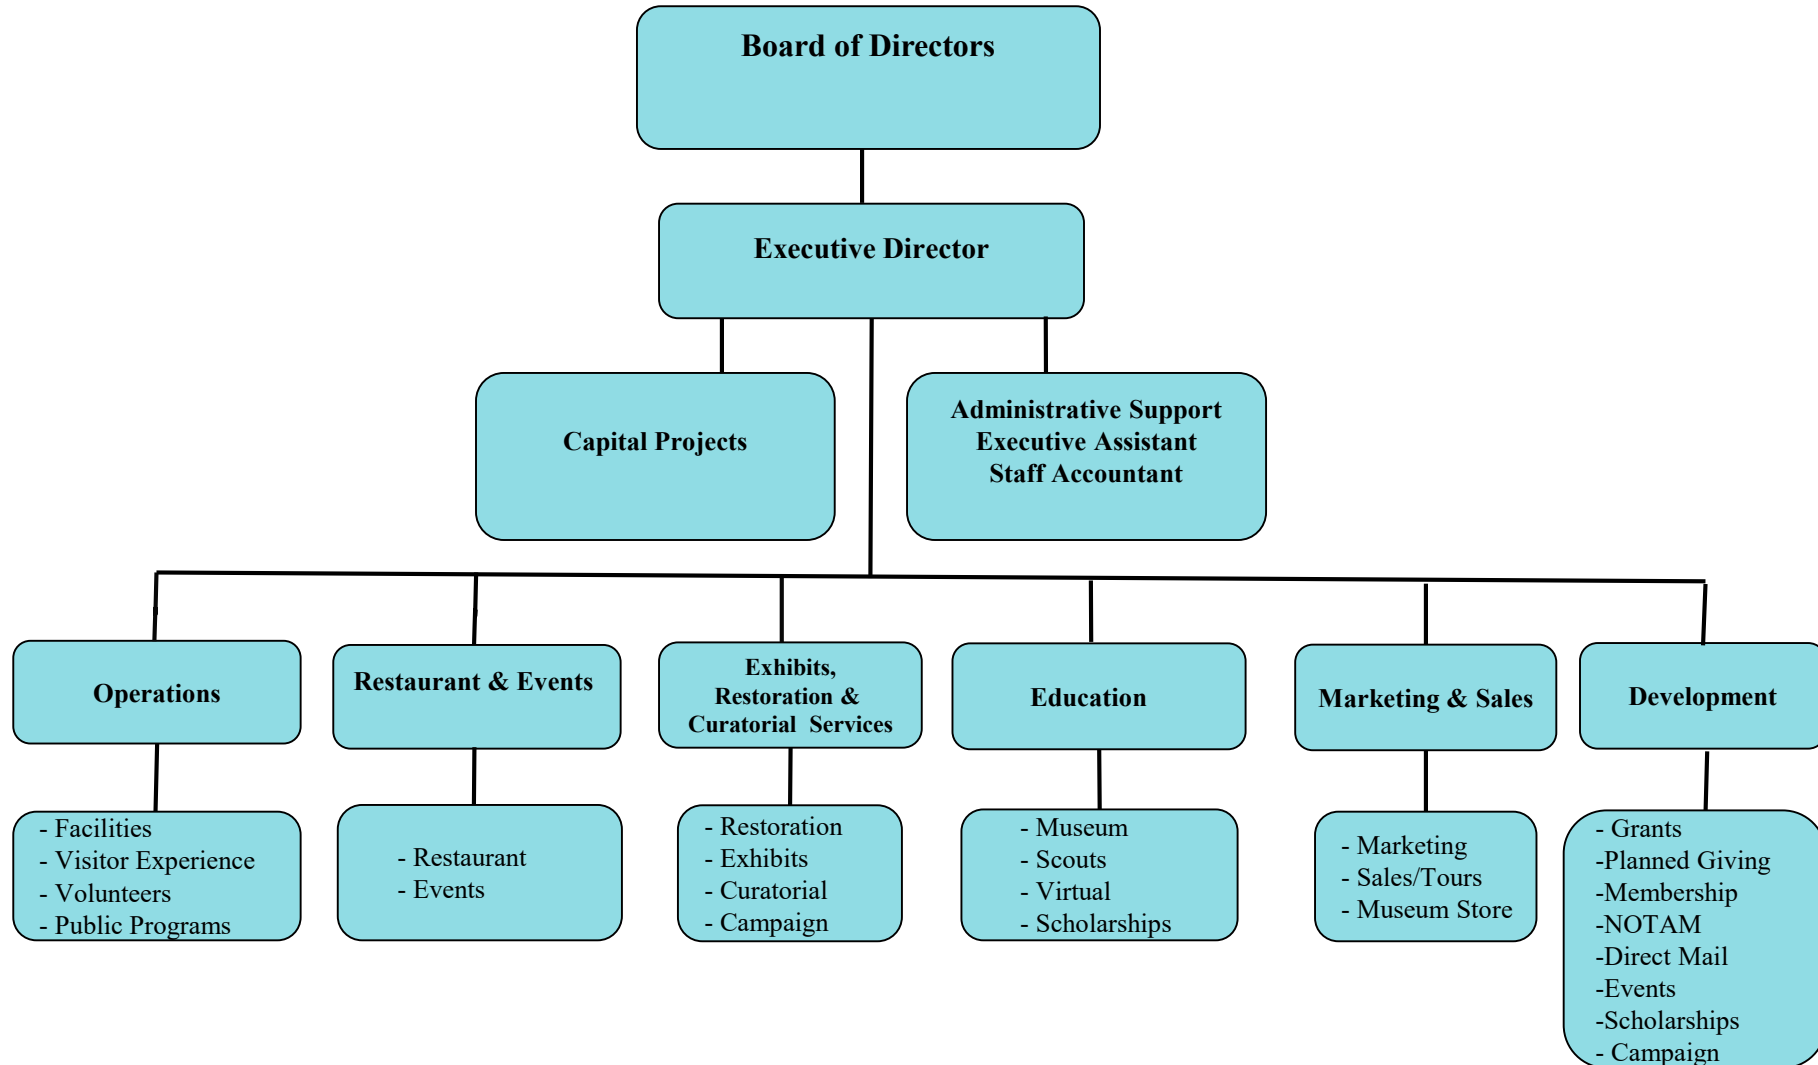 Board of Directors
Executive Director
Capital Projects
Administrative Support
Executive Assistant
Staff Accountant
Operations
Restaurant & Events
Exhibits,
Restoration &
Curatorial Services
Education
Marketing & Sales
Development
- Facilities
- Visitor Experience
- Volunteers
- Public Programs
- Restaurant
- Events
- Restoration
- Exhibits
- Curatorial
- Campaign
- Museum
- Scouts
- Virtual
- Scholarships
- Marketing
- Sales/Tours
- Museum Store
- Grants
-Planned Giving
-Membership
-NOTAM
-Direct Mail
-Events
-Scholarships
- Campaign